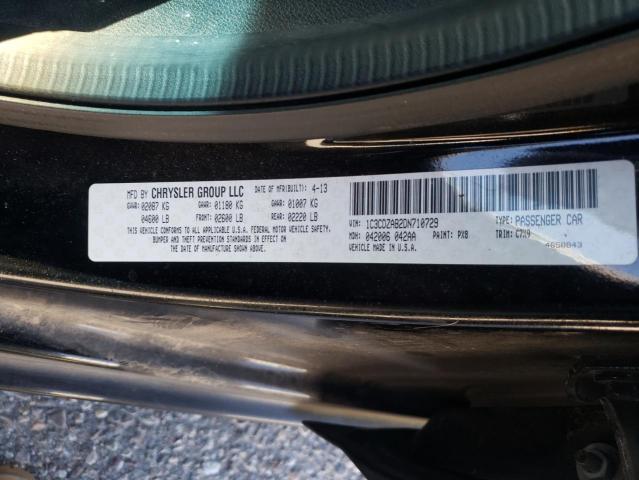 MFD BY CHRYSLER GROUP LLC DATE OF MFR(BUILT): 4-13
GVWR: 02087 KG GAWR: 01180 KG GAWR: 01007 KG
04600 LB FRONT: 02600 LB REAR: 02220 LB
THIS VEHICLE CONFORMS TO ALL APPLICABLE U.S.A. FEDERAL MOTOR VEHICLE SAFETY,
BUMPER AND THEFT PREVENTION STANDARDS IN EFFECT ON
THE DATE OF MANUFACTURE SHOWN ABOVE.
VIN: 1C3CDZAB2DN710729 TYPE: PASSENGER CAR
MDH: 042006 042AA PAINT: PX8 TRIM: C7X9
MADE IN U.S.A. 4650843